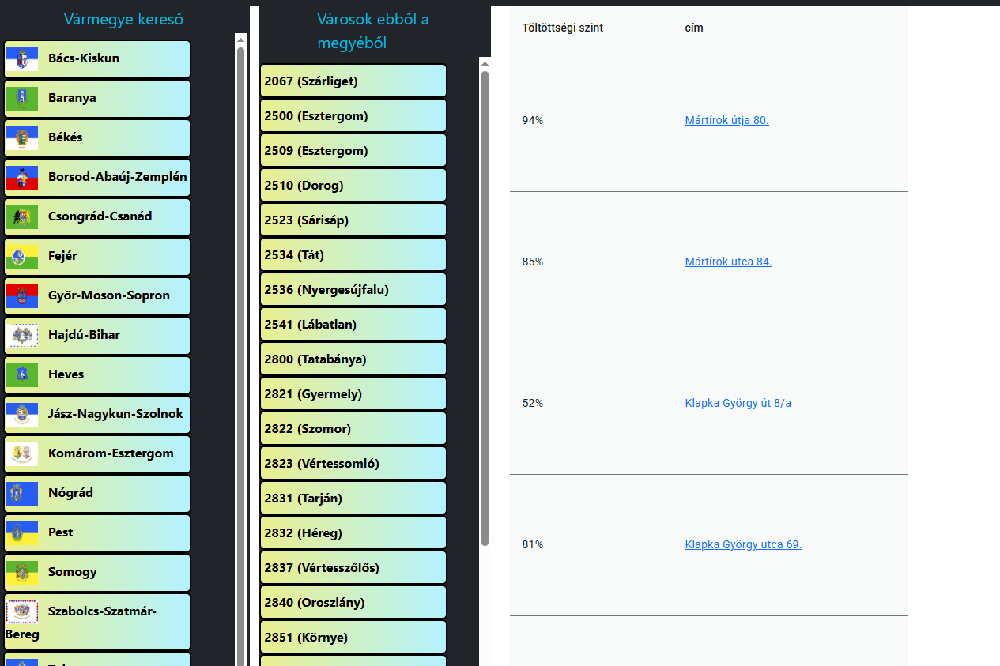 Vármegye kereső
Bács-Kiskun
Baranya
Békés
Borsod-Abaúj-Zemplén
Csongrád-Csanád
Fejér
Győr-Moson-Sopron
Hajdú-Bihar
Heves
Jász-Nagykun-Szolnok
Komárom-Esztergom
Nógrád
Pest
Somogy
Szabolcs-Szatmár-
Bereg
Városok ebből a
megyéből
2067 (Szárliget)
2500 (Esztergom)
2509 (Esztergom)
2510 (Dorog)
2523 (Sárisáp)
2534 (Tát)
2536 (Nyergesújfalu)
2541 (Lábatlan)
2800 (Tatabánya)
2821 (Gyermely)
2822 (Szomor)
2823 (Vértessomló)
2831 (Tarján)
2832 (Héreg)
2837 (Vértesszőlős)
2840 (Oroszlány)
2851 (Környe)
Töltöttségi szint cím
94% Mártírok útja 80.
85% Mártírok utca 84.
52% Klapka György út 8/a
81% Klapka György utca 69.